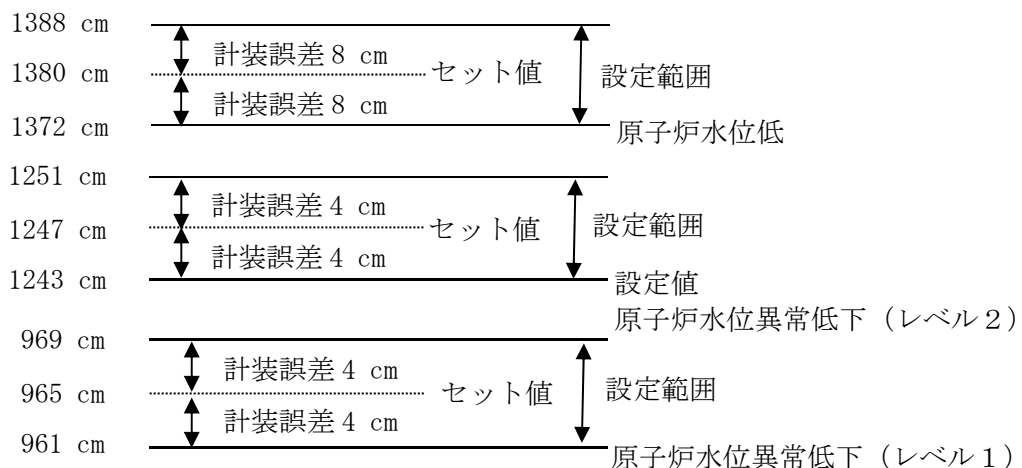 1388 cm
計装誤差 8 cm
1380 cm
セット値
設定範囲
計装誤差 8 cm
1372 cm
原子炉水位低
1251 cm
計装誤差 4 cm
1247 cm
セット値
設定範囲
計装誤差 4 cm
1243 cm
設定値
原子炉水位異常低下（レベル２）
969 cm
計装誤差 4 cm
965 cm
セット値
設定範囲
計装誤差 4 cm
961 cm
原子炉水位異常低下（レベル１）